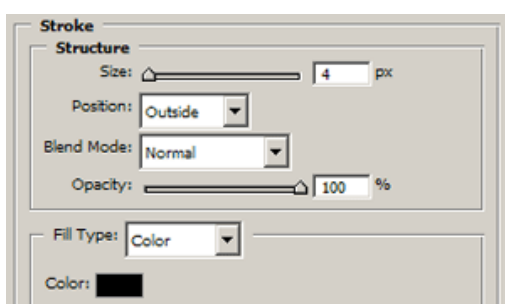 Stroke
Structure
Size: 4 px
Position: Outside
Blend Mode: Normal
Opacity: 100 %
Fill Type: Color
Color: